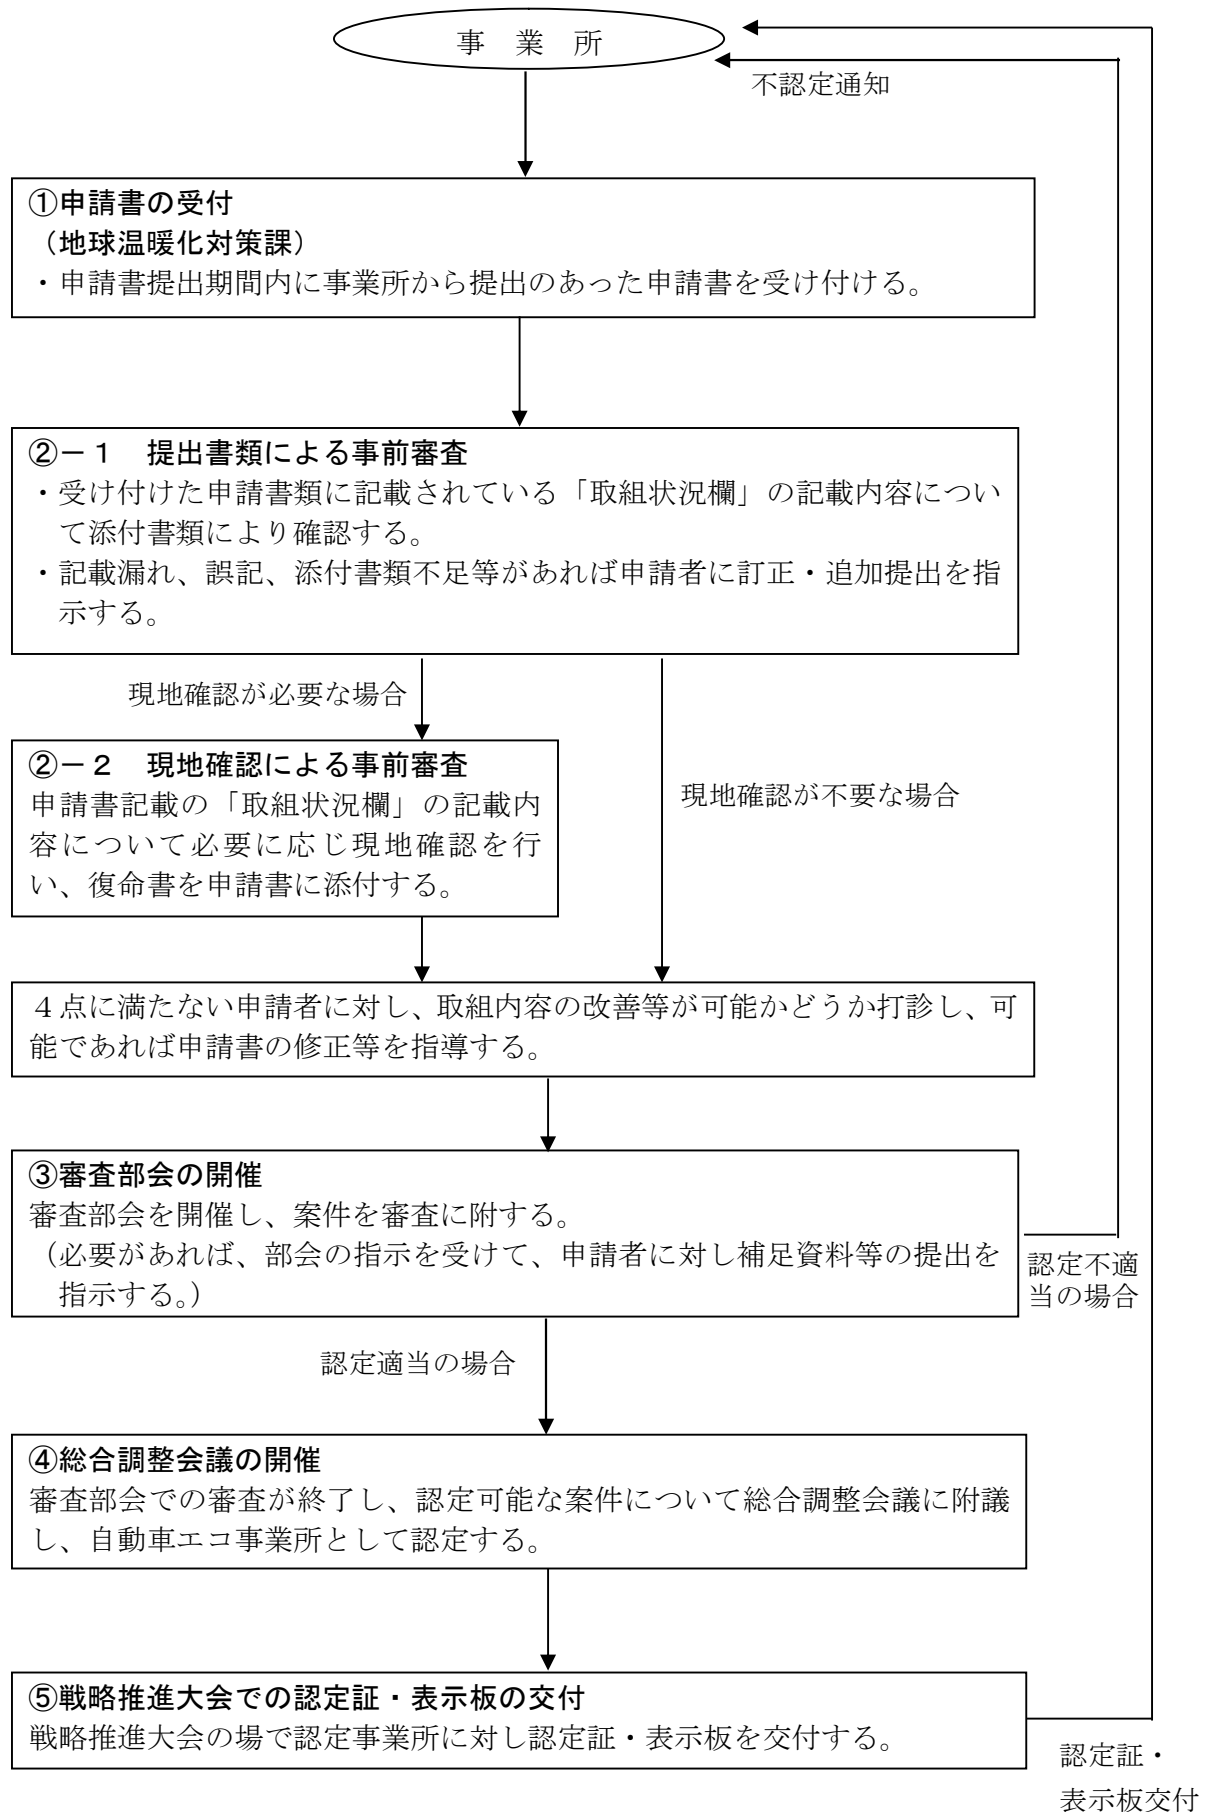 事　業　所
不認定通知
①申請書の受付
（地球温暖化対策課）
・申請書提出期間内に事業所から提出のあった申請書を受け付ける。
②－１　提出書類による事前審査
・受け付けた申請書類に記載されている「取組状況欄」の記載内容につい
て添付書類により確認する。
・記載漏れ、誤記、添付書類不足等があれば申請者に訂正・追加提出を指
示する。
現地確認が必要な場合
②－２　現地確認による事前審査
申請書記載の「取組状況欄」の記載内
容について必要に応じ現地確認を行
い、復命書を申請書に添付する。
現地確認が不要な場合
４点に満たない申請者に対し、取組内容の改善等が可能かどうか打診し、可
能であれば申請書の修正等を指導する。
③審査部会の開催
審査部会を開催し、案件を審査に附する。
（必要があれば、部会の指示を受けて、申請者に対し補足資料等の提出を
指示する。）
認定不適
当の場合
認定適当の場合
④総合調整会議の開催
審査部会での審査が終了し、認定可能な案件について総合調整会議に附議
し、自動車エコ事業所として認定する。
⑤戦略推進大会での認定証・表示板の交付
戦略推進大会の場で認定事業所に対し認定証・表示板を交付する。
認定証・
表示板交付